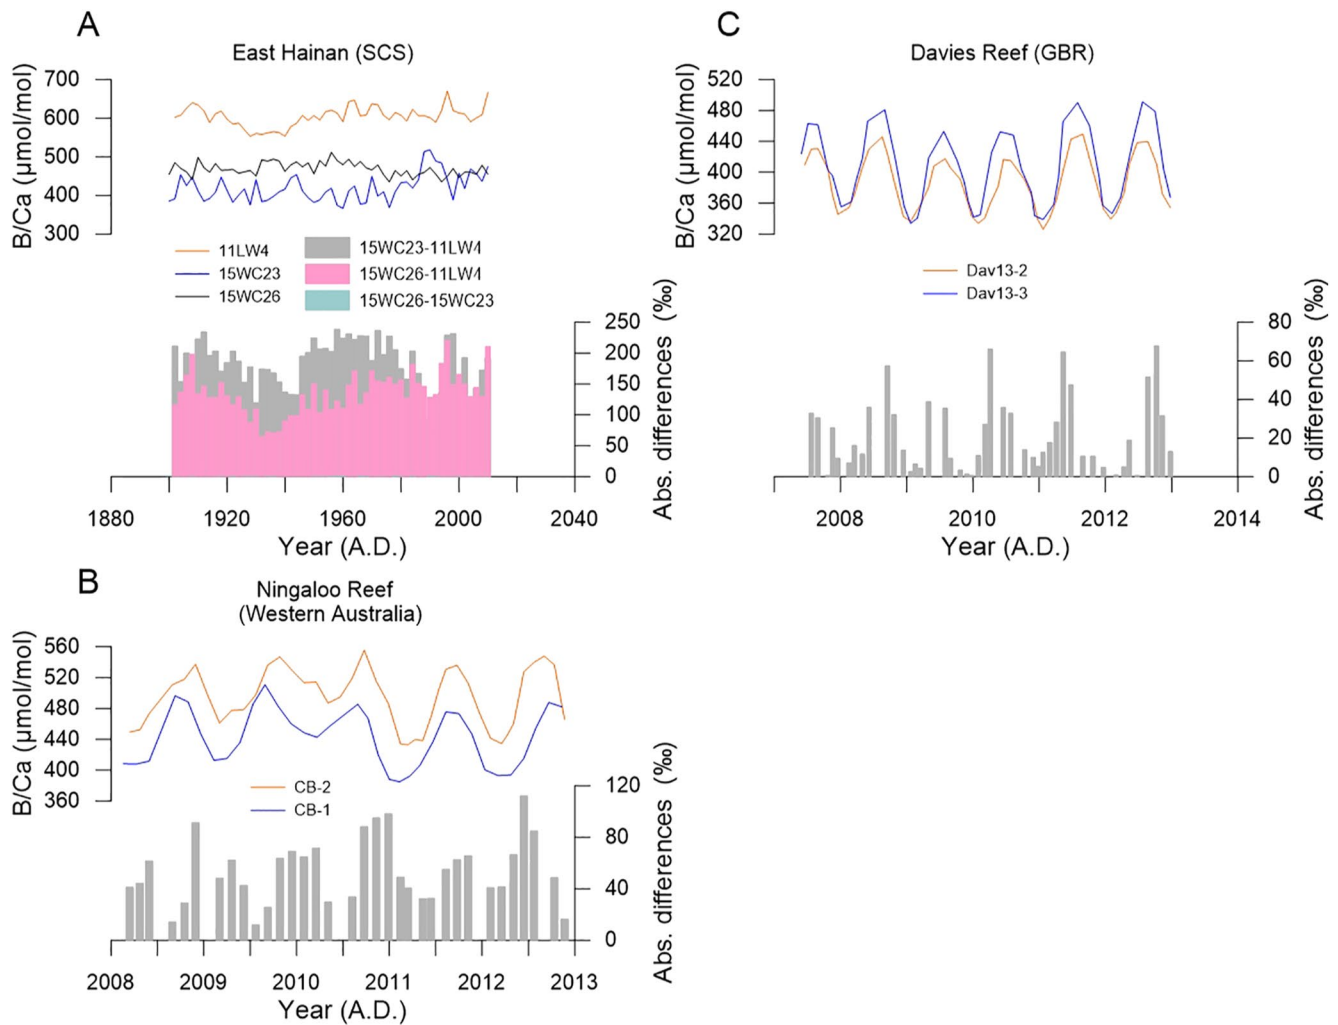 A
East Hainan (SCS)
B/Ca (µmol/mol)
700
600
500
400
300
11LW4
15WC23
15WC26
15WC23-11LW4
15WC26-11LW4
15WC26-15WC23
250
200
150
100
50
0
Abs. differences (‰)
1880 1920 1960 2000 2040
Year (A.D.)
C
Davies Reef (GBR)
B/Ca (µmol/mol)
520
480
440
400
360
320
Dav13-2
Dav13-3
80
60
40
20
0
Abs. differences (‰)
2008 2010 2012 2014
Year (A.D.)
B
Ningaloo Reef
(Western Australia)
B/Ca (µmol/mol)
560
520
480
440
400
360
CB-2
CB-1
120
80
40
0
Abs. differences (‰)
2008 2009 2010 2011 2012 2013
Year (A.D.)